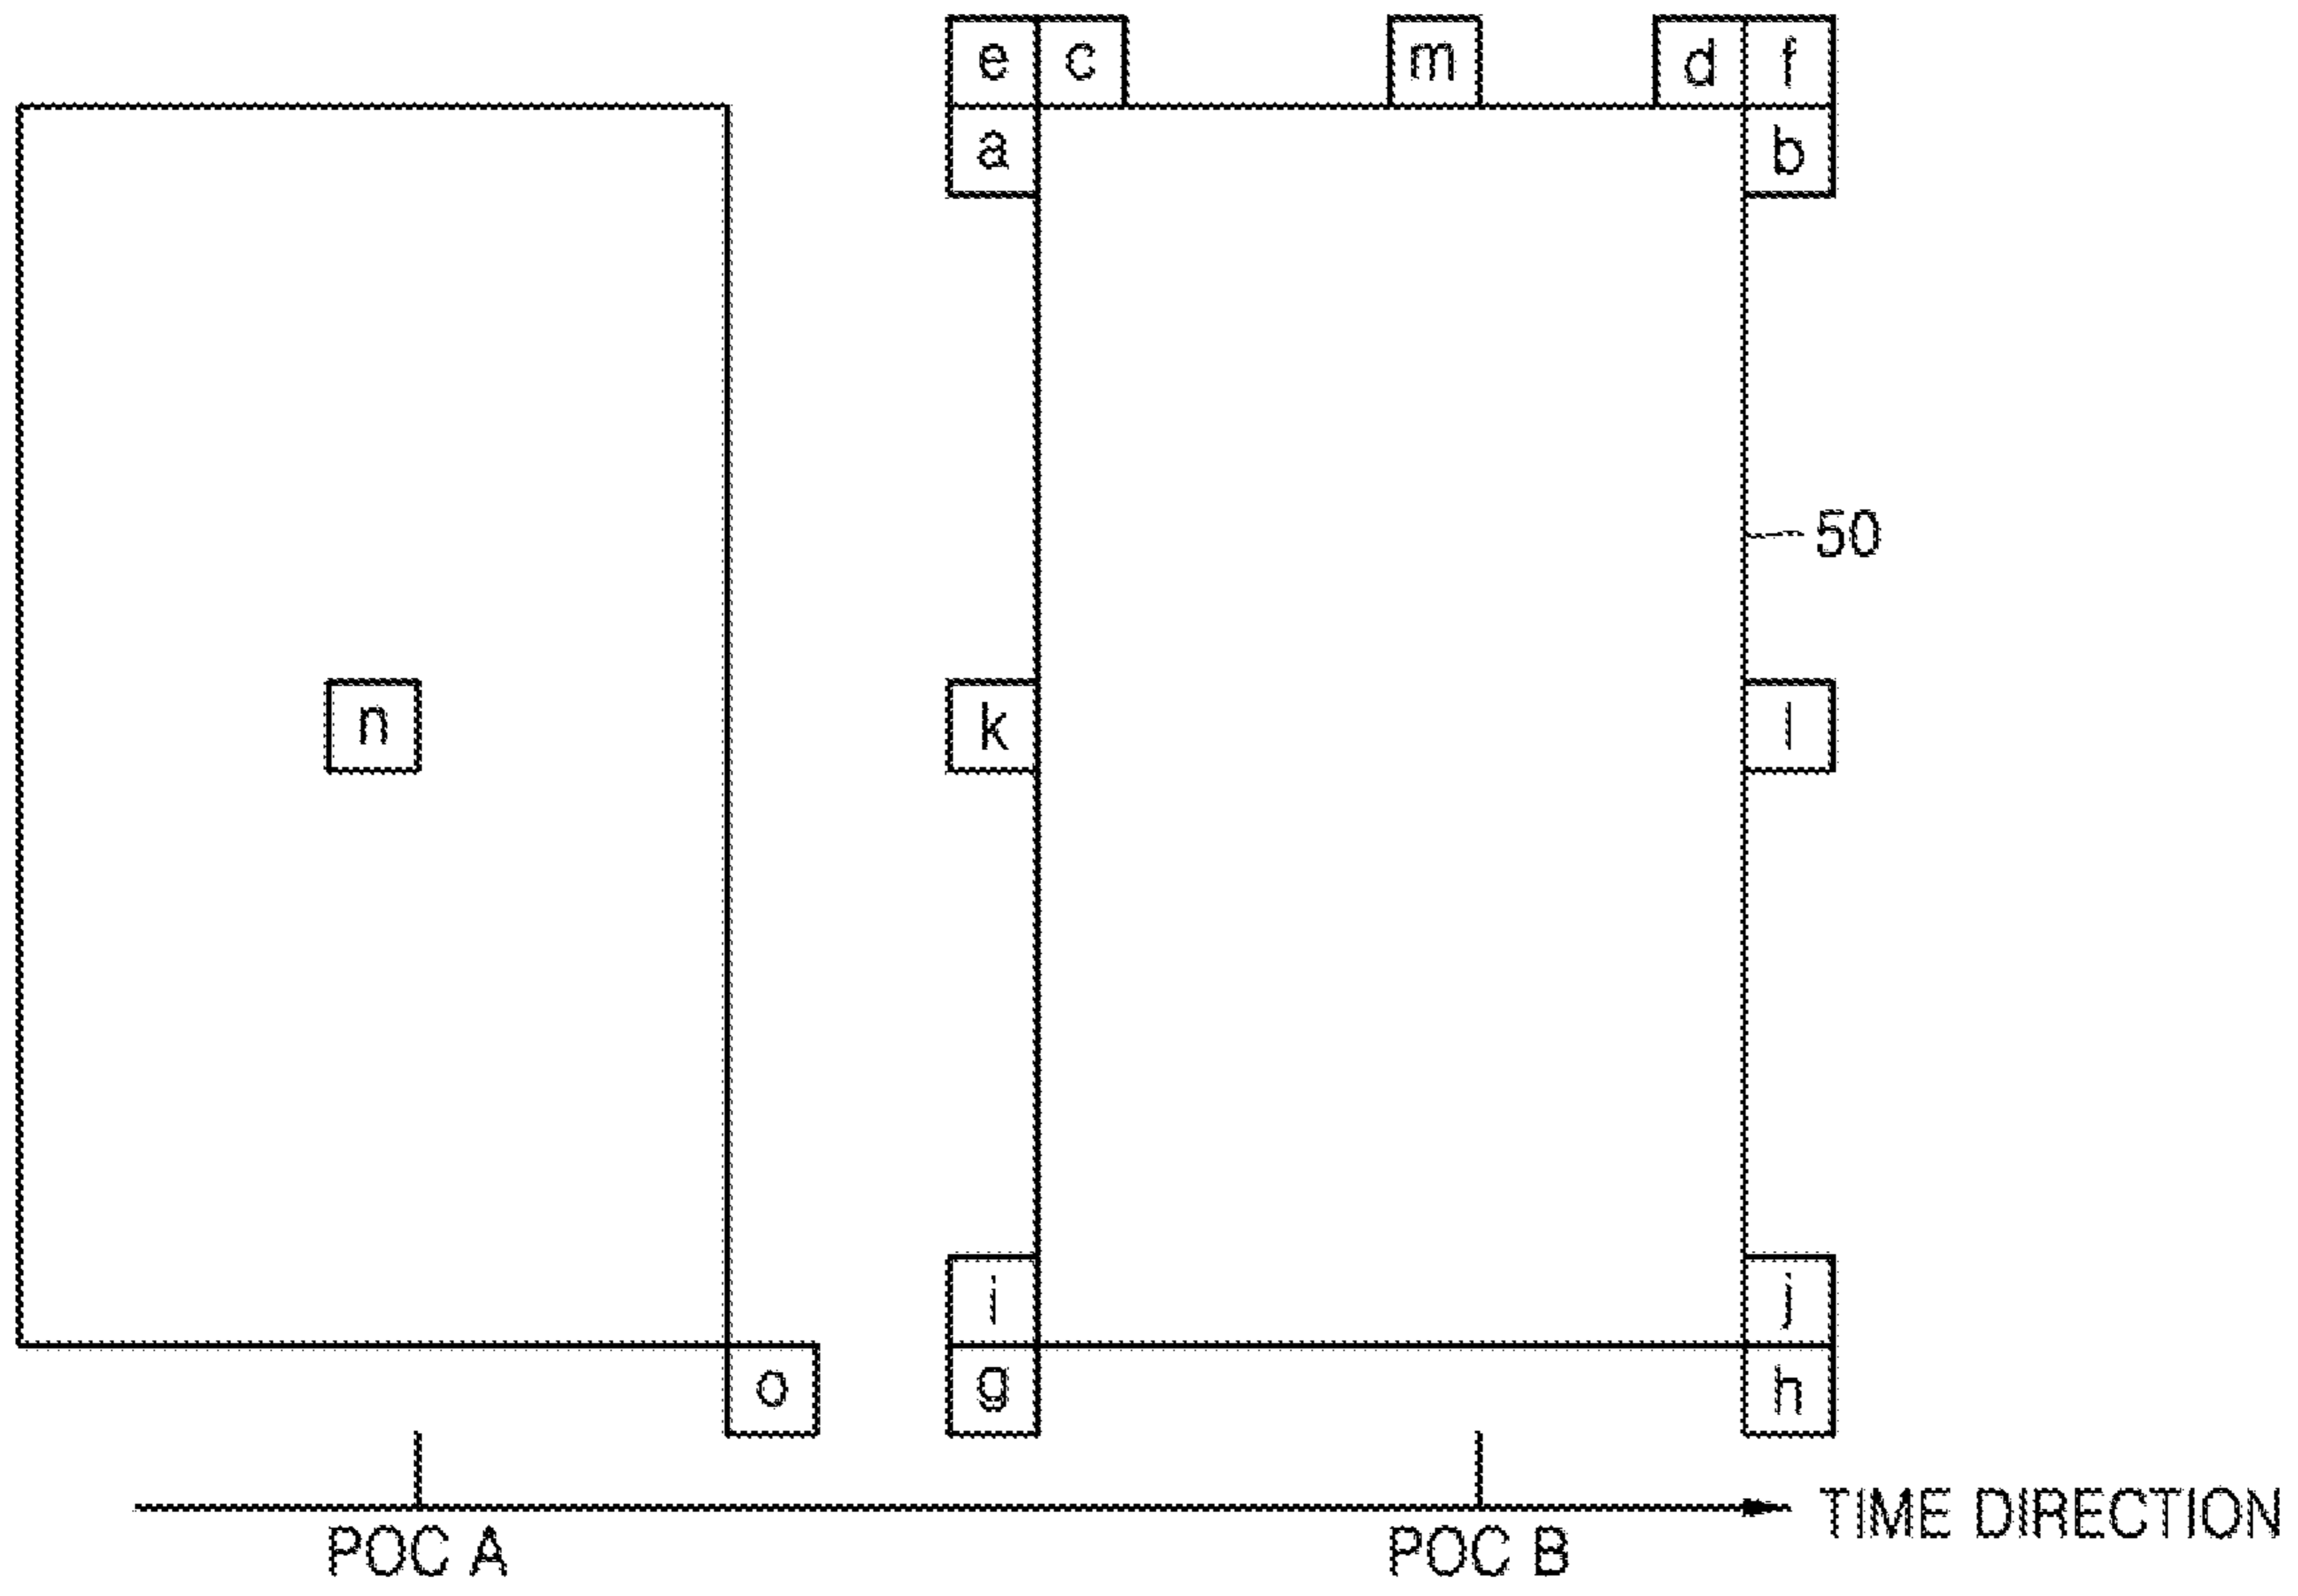 e c m d f
a b
50
n k l
i j
o g h
TIME DIRECTION
POC A POC B